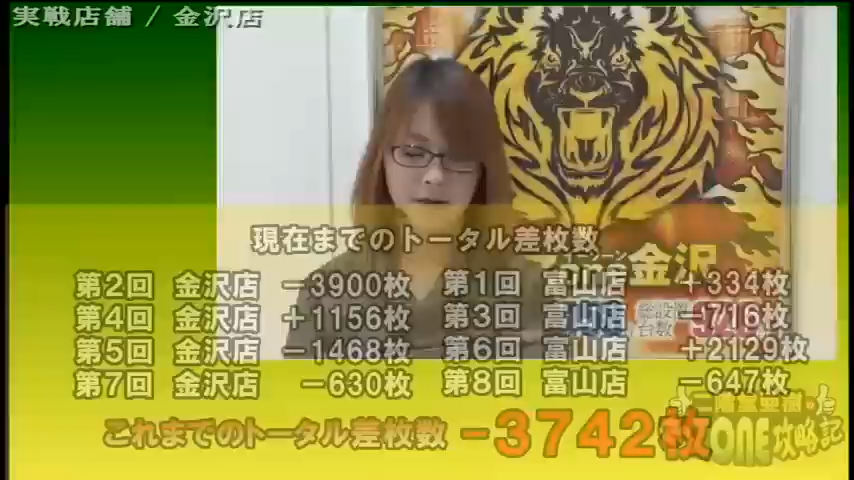 実戦店舗 / 金沢店
現在までのトータル差枚数
第2回 金沢店 －3900枚 第1回 富山店 ＋334枚
第4回 金沢店 ＋1156枚 第3回 富山店 －716枚
第5回 金沢店 －1468枚 第6回 富山店 ＋2129枚
第7回 金沢店 －630枚 第8回 富山店 －647枚
これまでのトータル差枚数 －3742枚
金沢
台数
ONE攻略記